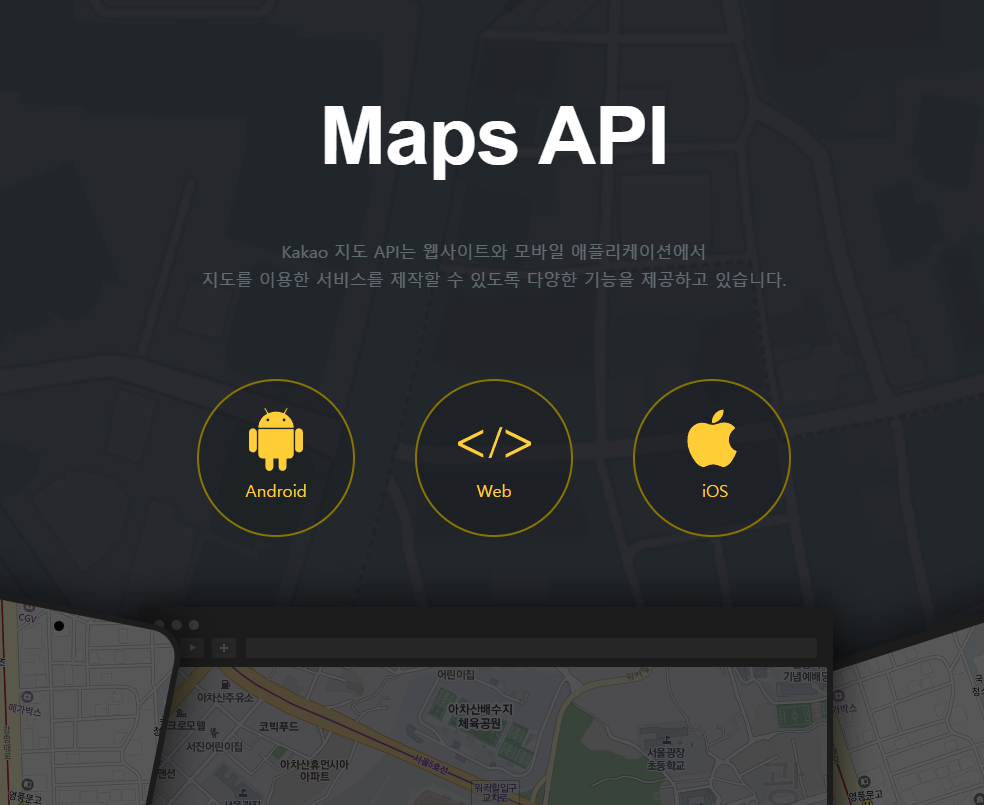 Maps API
Kakao 지도 API는 웹사이트와 모바일 애플리케이션에서
지도를 이용한 서비스를 제작할 수 있도록 다양한 기능을 제공하고 있습니다.
Android
Web
iOS
CGV
메가박스
영풍문고
어린이집
아차산주유소
아차산배수지
체육공원
크로모텔
코빅푸드
서진어린이집
아차산휴먼시아
아파트
서울5호선
워커힐입구
교차로
서울광장
초등학교
기념예배당
펜션
영풍문고